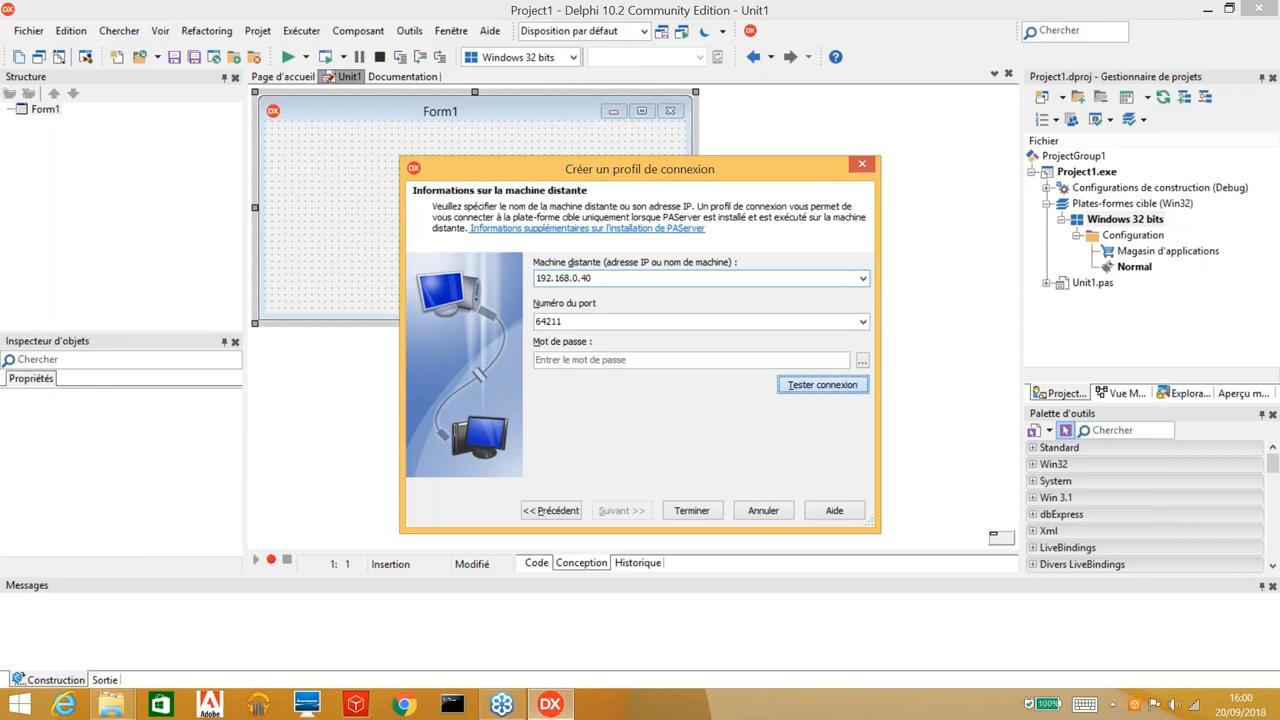 Project1 - Delphi 10.2 Community Edition - Unit1
Fichier Edition Chercher Voir Refactoring Projet Exécuter Composant Outils Fenêtre Aide Disposition par défaut Chercher
Windows 32 bits
Structure
Page d'accueil Unit1 Documentation
Project1.dproj - Gestionnaire de projets
Form1
DX Form1
Fichier
ProjectGroup1
Project1.exe
Configurations de construction (Debug)
Plates-formes cible (Win32)
Windows 32 bits
Configuration
Magasin d'applications
Normal
Unit1.pas
Créer un profil de connexion
Informations sur la machine distante
Veuillez spécifier le nom de la machine distante ou son adresse IP. Un profil de connexion vous permet de
vous connecter à la plate-forme cible uniquement lorsque PAServer est installé et est exécuté sur la machine
distante. Informations supplémentaires sur l'installation de PAServer
Machine distante (adresse IP ou nom de machine) :
192.168.0.40
Numéro du port
64211
Mot de passe :
Entrer le mot de passe
...
Tester connexion
<< Précédent Suivant >> Terminer Annuler Aide
Inspecteur d'objets
Chercher
Propriétés
Project... Vue M... Explora... Aperçu m...
Palette d'outils
Chercher
Standard
Win32
System
Win 3.1
dbExpress
Xml
LiveBindings
Divers LiveBindings
1: 1 Insertion Modifié Code Conception Historique
Messages
Construction Sortie
Adobe DX 100% 16:00
20/09/2018